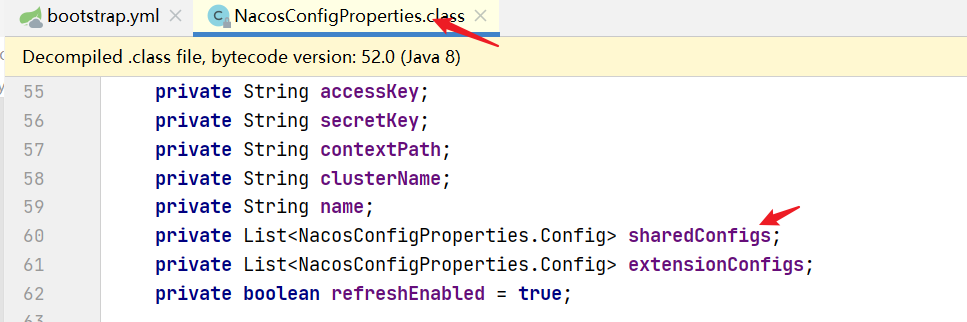 bootstrap.yml × NacosConfigProperties.class ×
Decompiled .class file, bytecode version: 52.0 (Java 8)
55 private String accessKey;
56 private String secretKey;
57 private String contextPath;
58 private String clusterName;
59 private String name;
60 private List<NacosConfigProperties.Config> sharedConfigs;
61 private List<NacosConfigProperties.Config> extensionConfigs;
62 private boolean refreshEnabled = true;